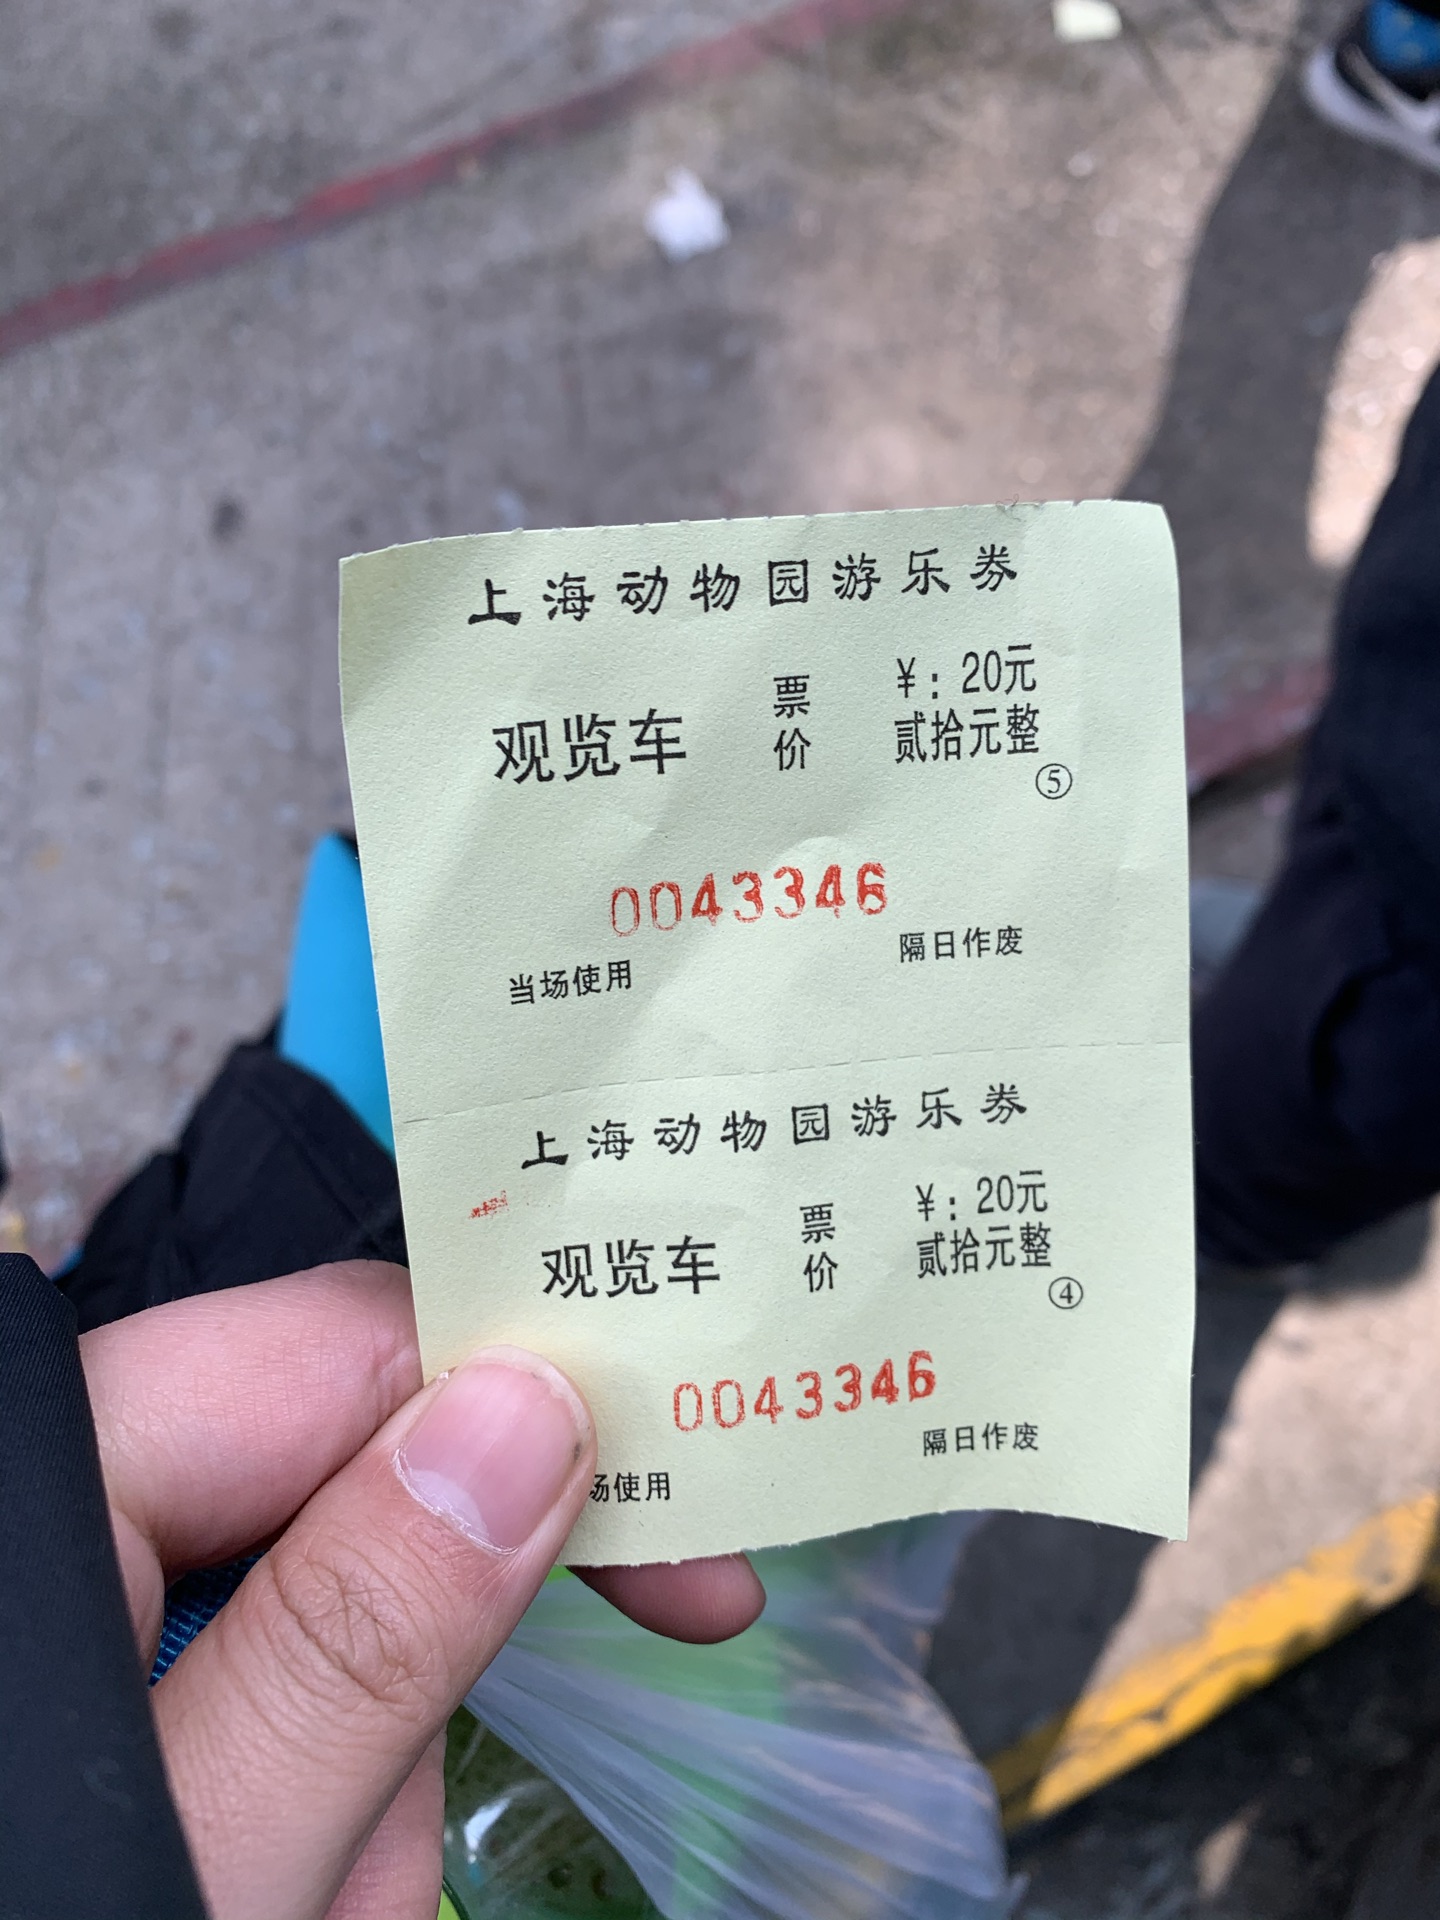 上海动物园游乐券
观览车 票价 ¥：20元
贰拾元整
⑤
0043346
当场使用 隔日作废
上海动物园游乐券
观览车 票价 ¥：20元
贰拾元整
④
0043346
场使用 隔日作废